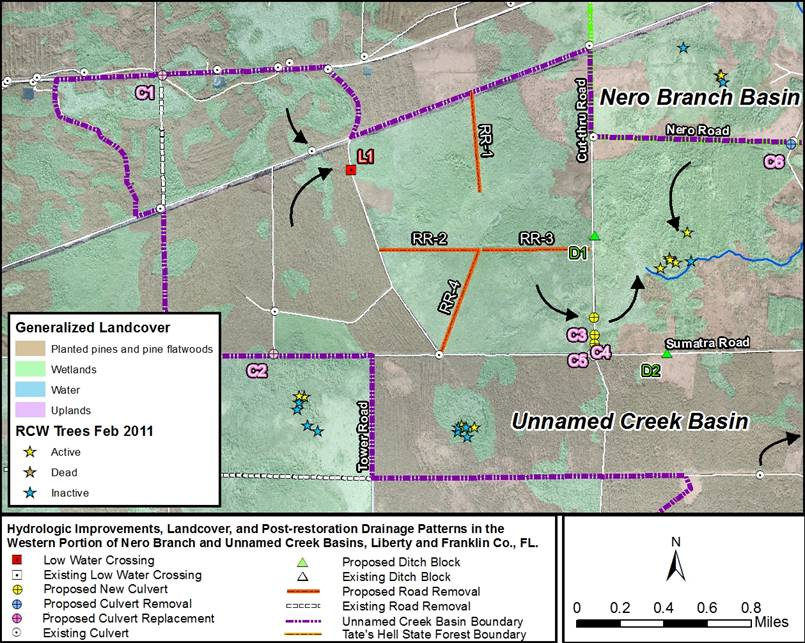 Nero Branch Basin
C1
RR-1
Cut-thru Road
Nero Road
C6
L1
RR-2
RR-3
D1
RR-4
C3
C4
C5
Sumatra Road
D2
C2
Tower Road
Unnamed Creek Basin
Generalized Landcover
Planted pines and pine flatwoods
Wetlands
Water
Uplands
RCW Trees Feb 2011
Active
Dead
Inactive
Hydrologic Improvements, Landcover, and Post-restoration Drainage Patterns in the
Western Portion of Nero Branch and Unnamed Creek Basins, Liberty and Franklin Co., FL.
Low Water Crossing
Existing Low Water Crossing
Proposed New Culvert
Proposed Culvert Removal
Proposed Culvert Replacement
Existing Culvert
Proposed Ditch Block
Existing Ditch Block
Proposed Road Removal
Existing Road Removal
Unnamed Creek Basin Boundary
Tate's Hell State Forest Boundary
N
0 0.2 0.4 0.6 0.8
Miles